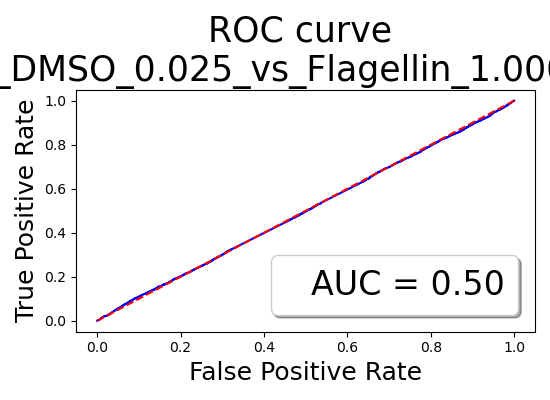 ROC curve
_DMSO_0.025_vs_Flagellin_1.000
True Positive Rate
1.0
0.8
0.6
0.4
0.2
0.0
AUC = 0.50
0.0 0.2 0.4 0.6 0.8 1.0
False Positive Rate